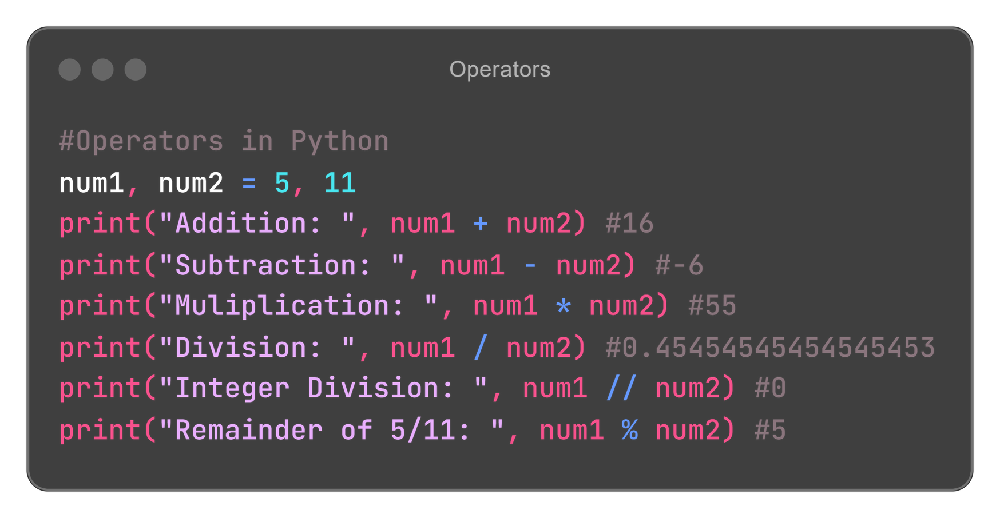 Operators
#Operators in Python
num1, num2 = 5, 11
print("Addition: ", num1 + num2) #16
print("Subtraction: ", num1 - num2) #-6
print("Muliplication: ", num1 * num2) #55
print("Division: ", num1 / num2) #0.45454545454545453
print("Integer Division: ", num1 // num2) #0
print("Remainder of 5/11: ", num1 % num2) #5